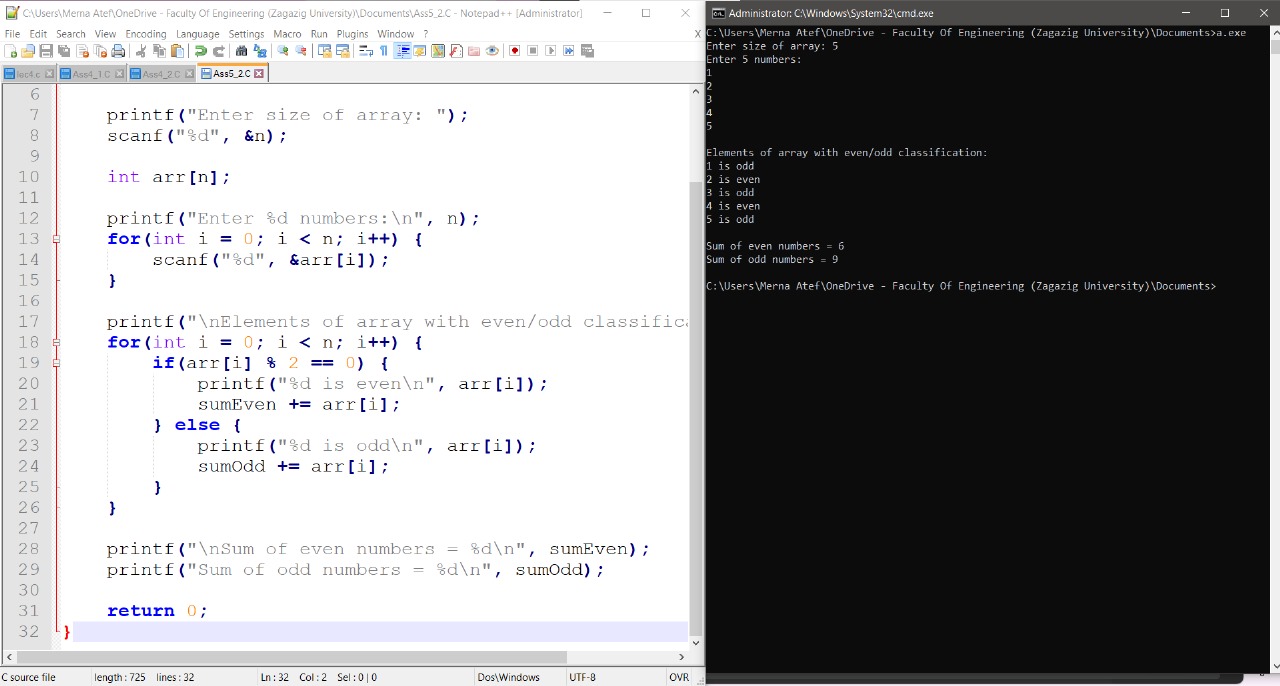 C:\Users\Merna Atef\OneDrive - Faculty Of Engineering (Zagazig University)\Documents\Ass5_2.C - Notepad++ [Administrator]
File Edit Search View Encoding Language Settings Macro Run Plugins Window ? X
lec4.c Ass4_1.C Ass4_2.C Ass5_2.C
6
7 printf("Enter size of array: ");
8 scanf("%d", &n);
9
10 int arr[n];
11
12 printf("Enter %d numbers:\n", n);
13 for(int i = 0; i < n; i++) {
14 scanf("%d", &arr[i]);
15 }
16
17 printf("\nElements of array with even/odd classific
18 for(int i = 0; i < n; i++) {
19 if(arr[i] % 2 == 0) {
20 printf("%d is even\n", arr[i]);
21 sumEven += arr[i];
22 } else {
23 printf("%d is odd\n", arr[i]);
24 sumOdd += arr[i];
25 }
26 }
27
28 printf("\nSum of even numbers = %d\n", sumEven);
29 printf("Sum of odd numbers = %d\n", sumOdd);
30
31 return 0;
32 }
C source file length : 725 lines : 32 Ln : 32 Col : 2 Sel : 0 | 0 Dos\Windows UTF-8 OVR
Administrator: C:\Windows\System32\cmd.exe
C:\Users\Merna Atef\OneDrive - Faculty Of Engineering (Zagazig University)\Documents>a.exe
Enter size of array: 5
Enter 5 numbers:
1
2
3
4
5
Elements of array with even/odd classification:
1 is odd
2 is even
3 is odd
4 is even
5 is odd
Sum of even numbers = 6
Sum of odd numbers = 9
C:\Users\Merna Atef\OneDrive - Faculty Of Engineering (Zagazig University)\Documents>